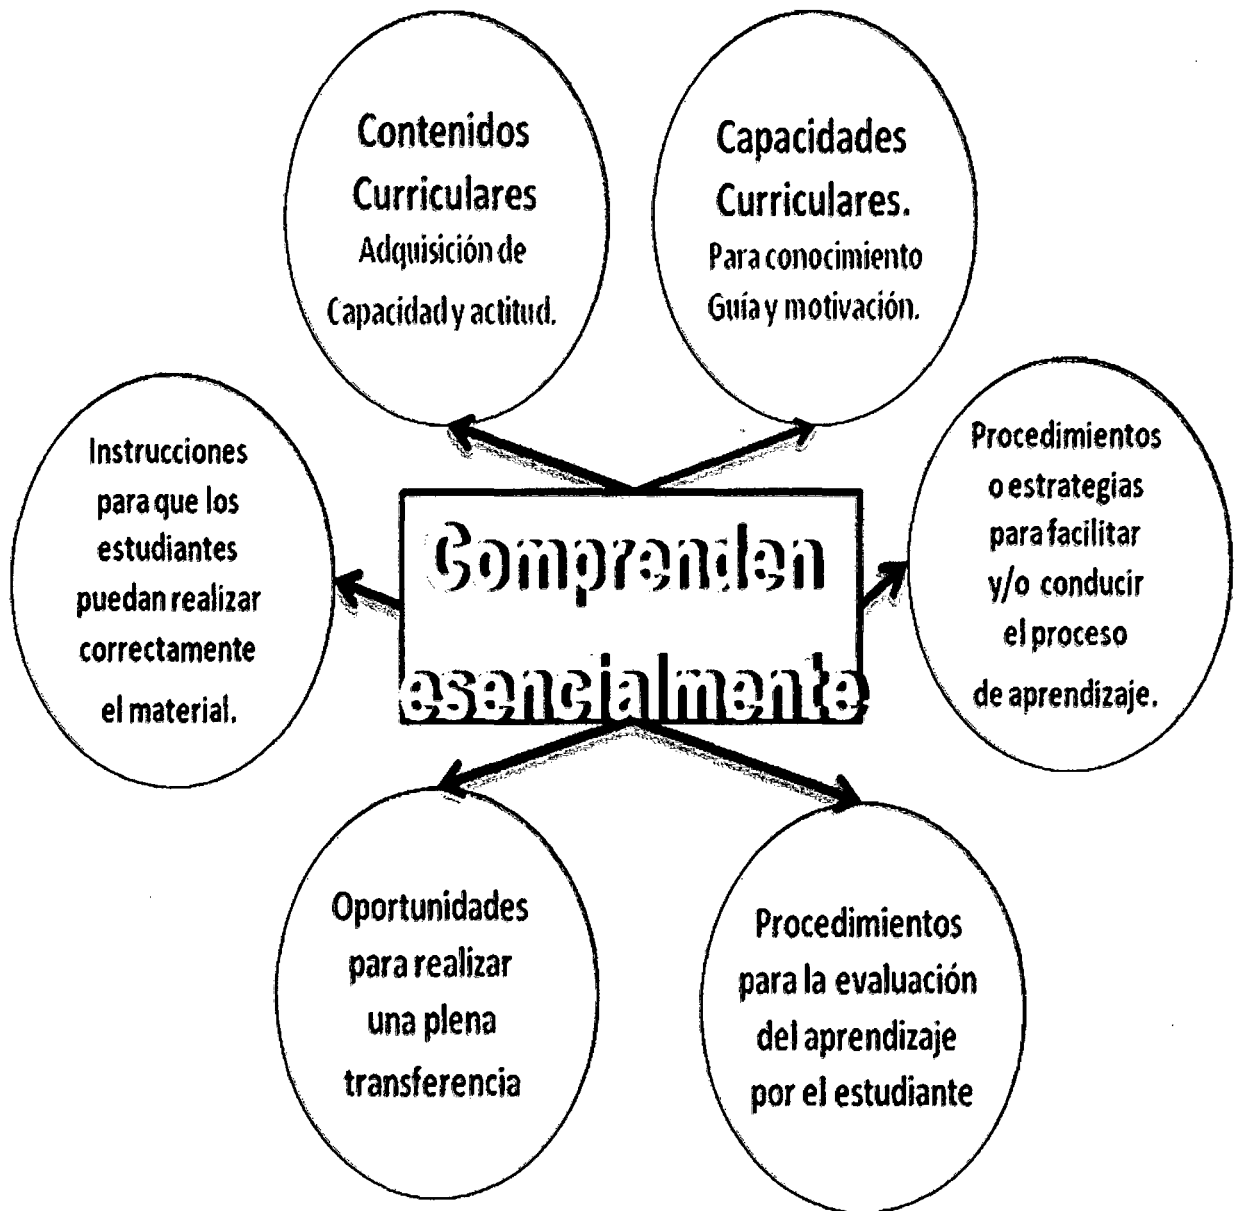 Contenidos
Curriculares
Adquisición de
Capacidad y actitud.
Capacidades
Curriculares.
Para conocimiento
Guía y motivación.
Instrucciones
para que los
estudiantes
puedan realizar
correctamente
el material.
Comprenden
esencialmente
Procedimientos
o estrategias
para facilitar
y/o conducir
el proceso
de aprendizaje.
Oportunidades
para realizar
una plena
transferencia
Procedimientos
para la evaluación
del aprendizaje
por el estudiante